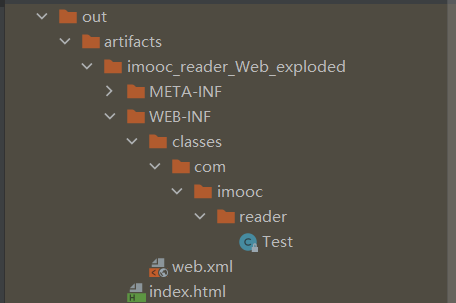 out
artifacts
imooc_reader_Web_exploded
META-INF
WEB-INF
classes
com
imooc
reader
Test
web.xml
index.html